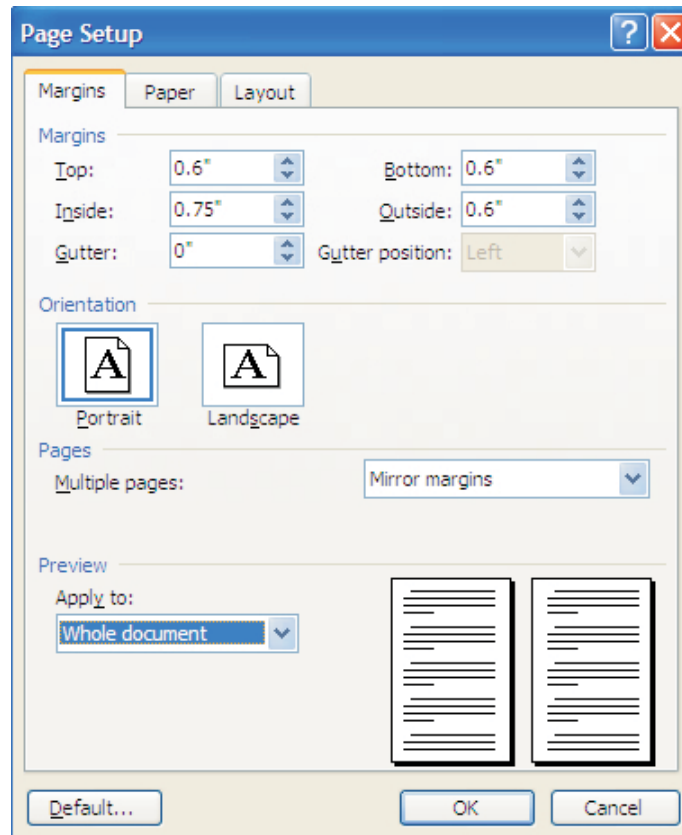 Page Setup
Margins Paper Layout
Margins
Top: 0.6" Bottom: 0.6"
Inside: 0.75" Outside: 0.6"
Gutter: 0" Gutter position: Left
Orientation
A A
Portrait Landscape
Pages
Multiple pages: Mirror margins
Preview
Apply to:
Whole document
Default... OK Cancel